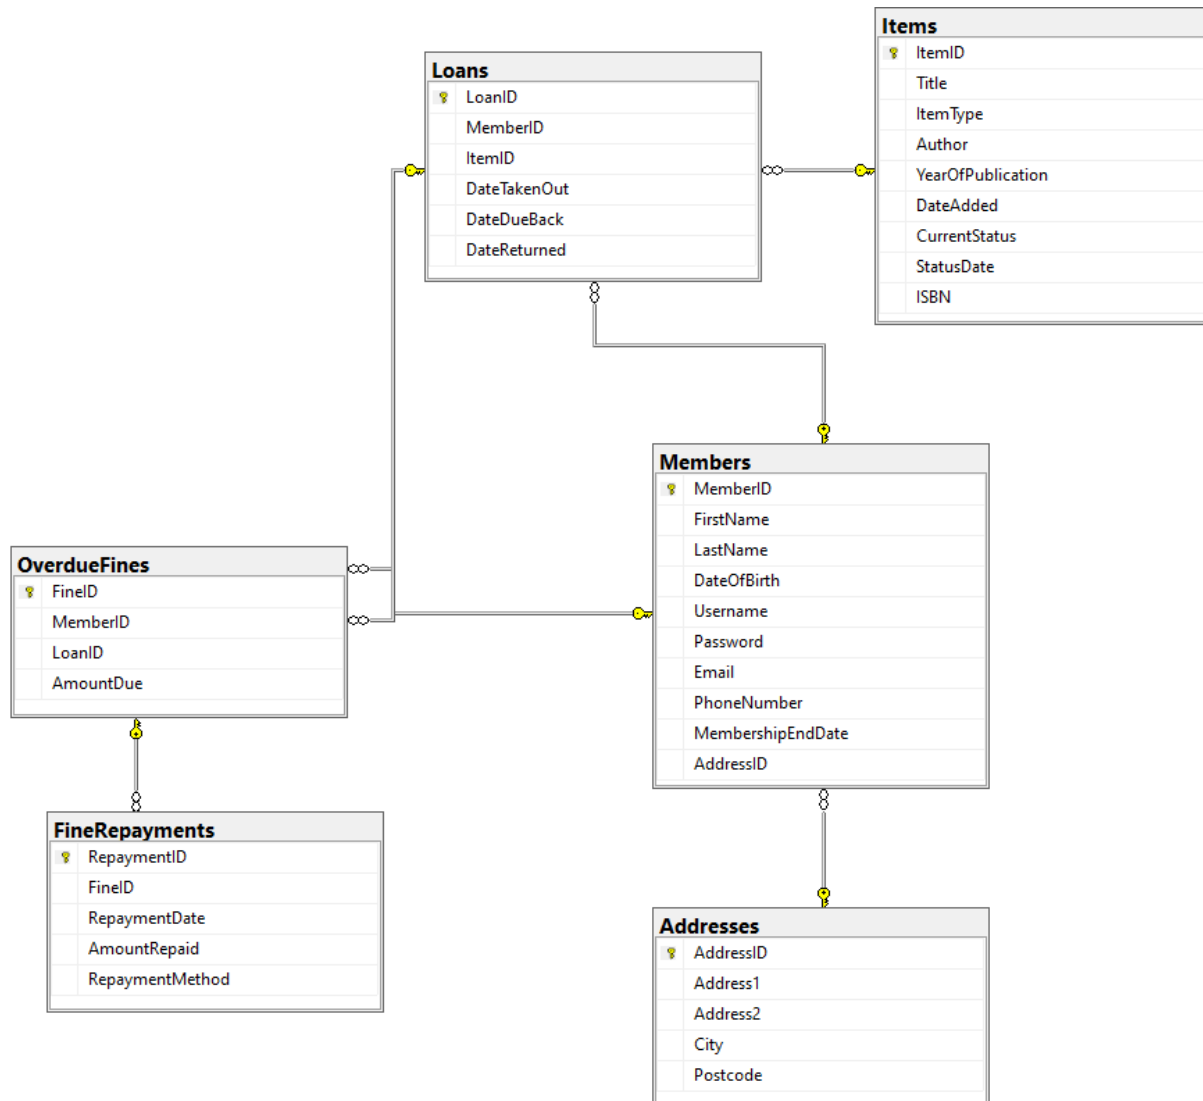 Items
ItemID
Title
ItemType
Author
YearOfPublication
DateAdded
CurrentStatus
StatusDate
ISBN
Loans
LoanID
MemberID
ItemID
DateTakenOut
DateDueBack
DateReturned
Members
MemberID
FirstName
LastName
DateOfBirth
Username
Password
Email
PhoneNumber
MembershipEndDate
AddressID
OverdueFines
FineID
MemberID
LoanID
AmountDue
FineRepayments
RepaymentID
FineID
RepaymentDate
AmountRepaid
RepaymentMethod
Addresses
AddressID
Address1
Address2
City
Postcode